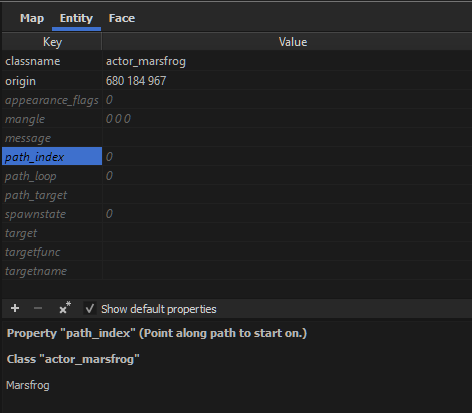 Map Entity Face
Key Value
classname actor_marsfrog
origin 680 184 967
appearance_flags 0
mangle 0 0 0
message
path_index 0
path_loop 0
path_target
spawnstate 0
target
targetfunc
targetname
+ − x* ✓ Show default properties
Property "path_index" (Point along path to start on.)
Class "actor_marsfrog"
Marsfrog